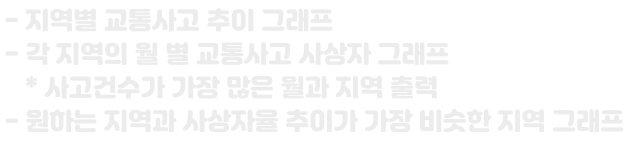 - 지역별 교통사고 추이 그래프
- 각 지역의 월 별 교통사고 사상자 그래프
* 사고건수가 가장 많은 월과 지역 출력
- 원하는 지역과 사상자율 추이가 가장 비슷한 지역 그래프